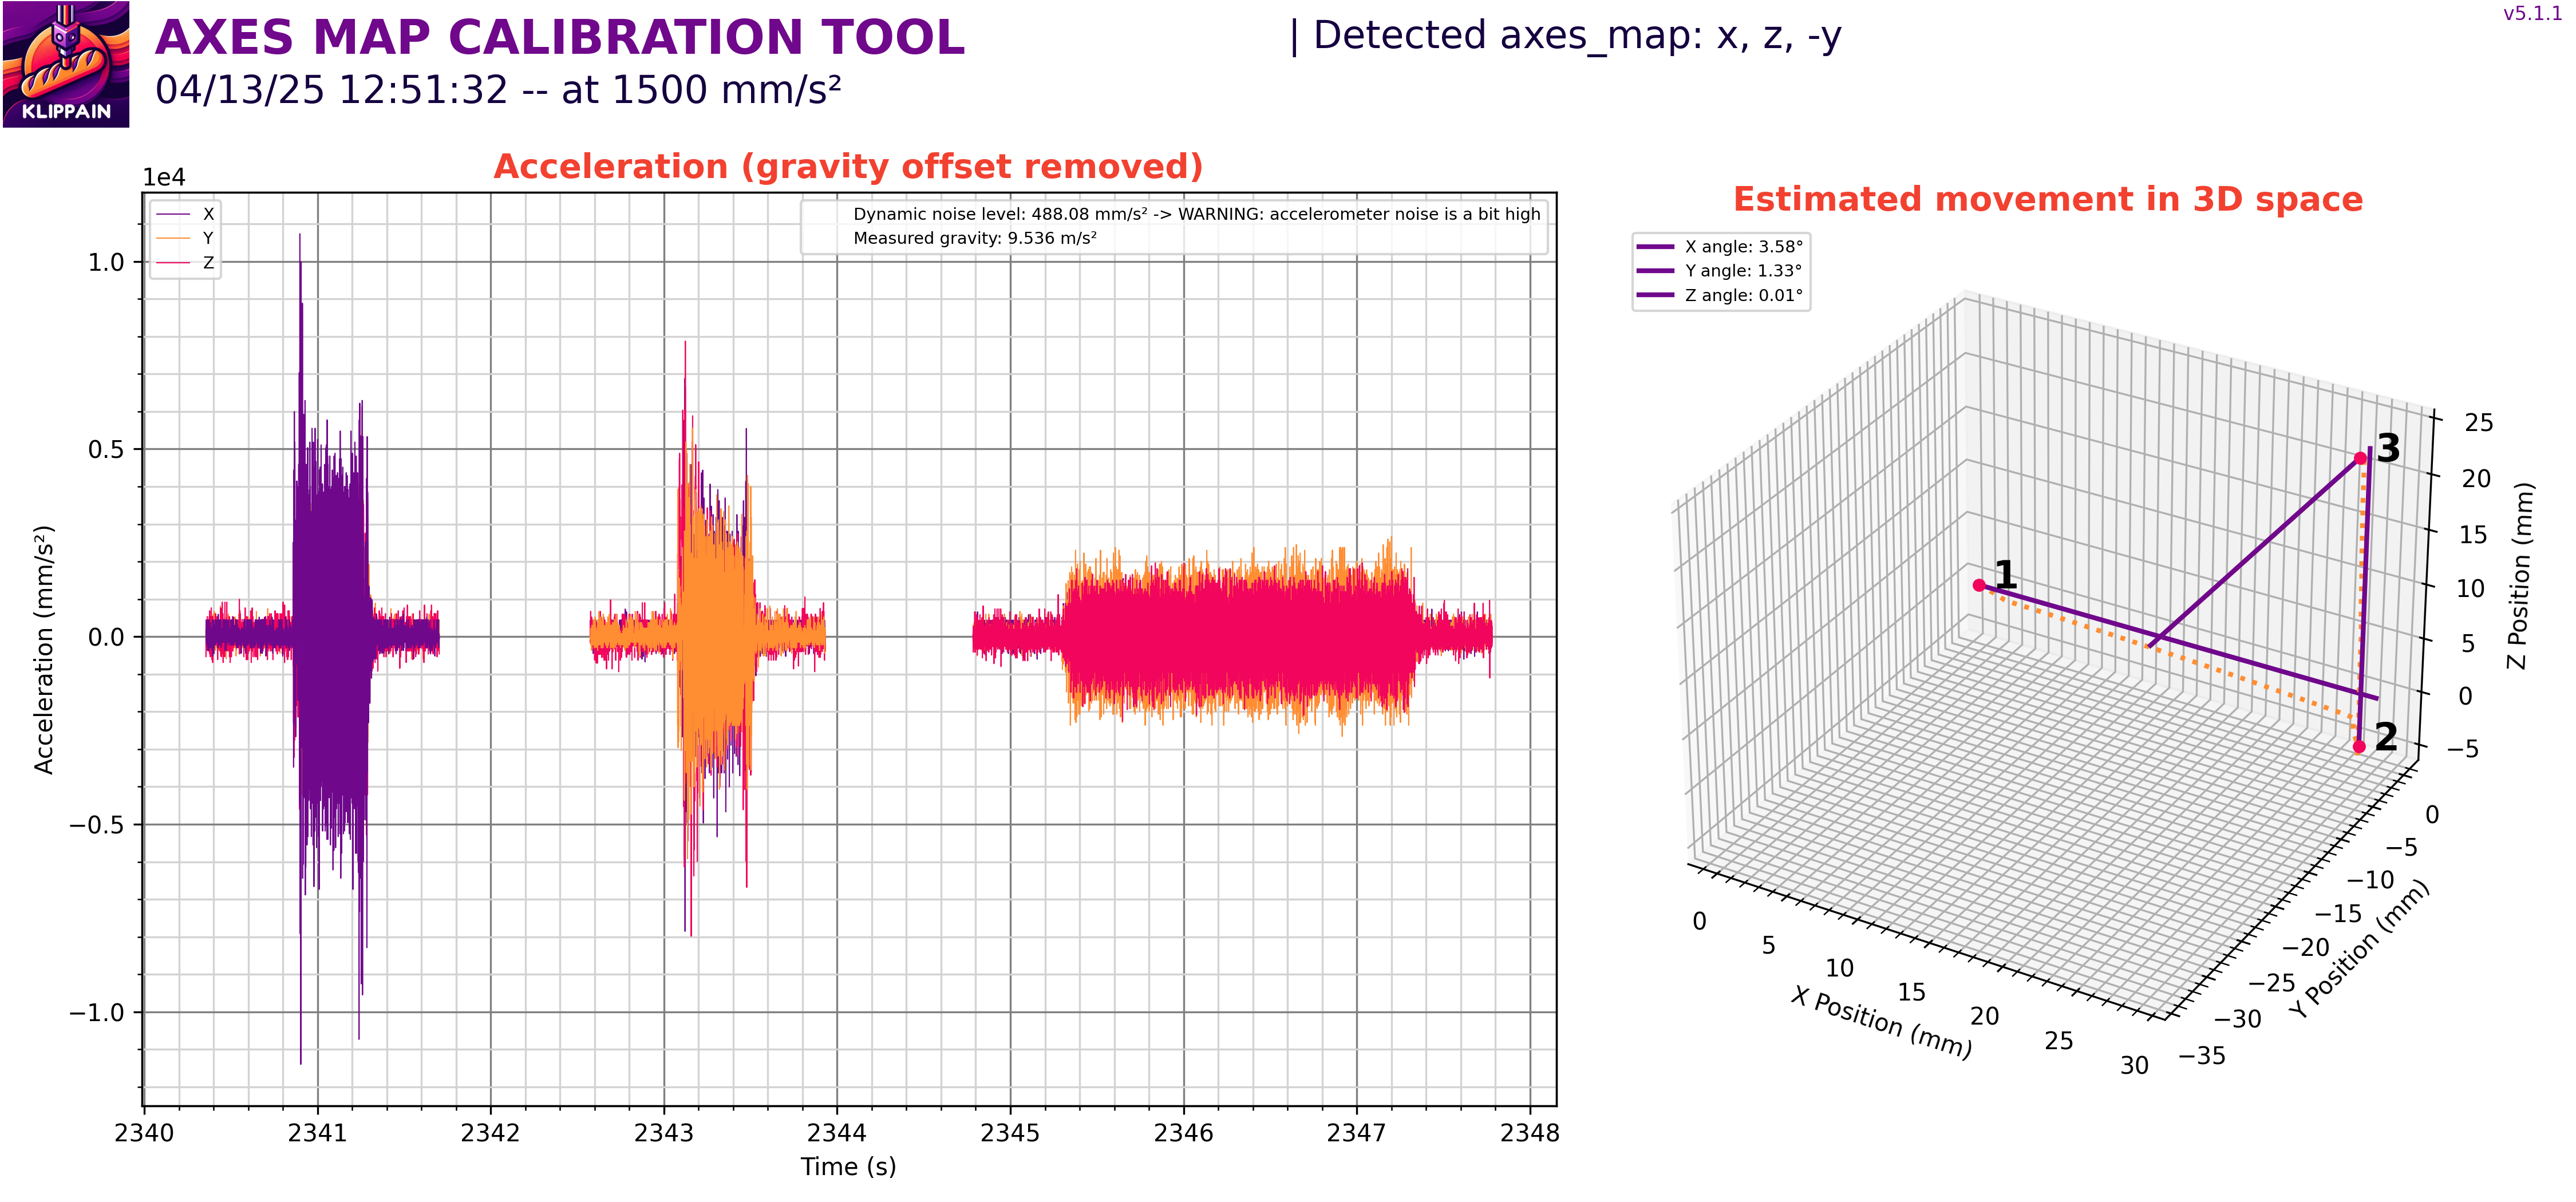 KLIPPAIN
AXES MAP CALIBRATION TOOL
04/13/25 12:51:32 -- at 1500 mm/s²
| Detected axes_map: x, z, -y
v5.1.1
Acceleration (gravity offset removed)
1e4
X
Y
Z
Dynamic noise level: 488.08 mm/s² -> WARNING: accelerometer noise is a bit high
Measured gravity: 9.536 m/s²
1.0
0.5
0.0
−0.5
−1.0
Acceleration (mm/s²)
2340 2341 2342 2343 2344 2345 2346 2347 2348
Time (s)
Estimated movement in 3D space
X angle: 3.58°
Y angle: 1.33°
Z angle: 0.01°
1
2
3
25
20
15
10
5
0
−5
Z Position (mm)
0
−5
−10
−15
−20
−25
−30
−35
Y Position (mm)
0
5
10
15
20
25
30
X Position (mm)